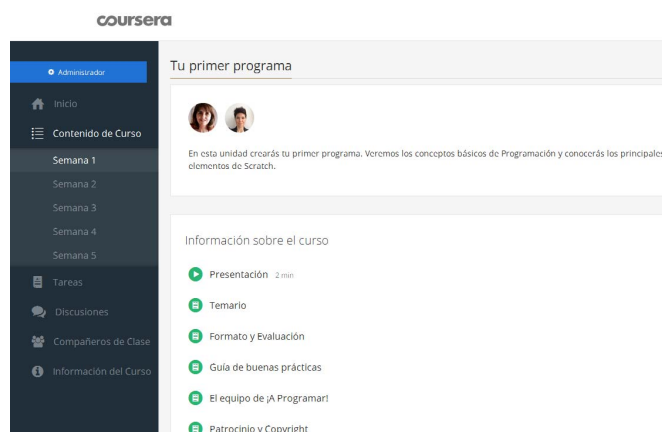 coursera
Administrador
Inicio
Contenido de Curso
Semana 1
Semana 2
Semana 3
Semana 4
Semana 5
Tareas
Discusiones
Compañeros de Clase
Información del Curso
Tu primer programa
En esta unidad crearás tu primer programa. Veremos los conceptos básicos de Programación y conocerás los principales
elementos de Scratch.
Información sobre el curso
Presentación 2 min
Temario
Formato y Evaluación
Guía de buenas prácticas
El equipo de ¡A Programar!
Patrocinio y Copyright